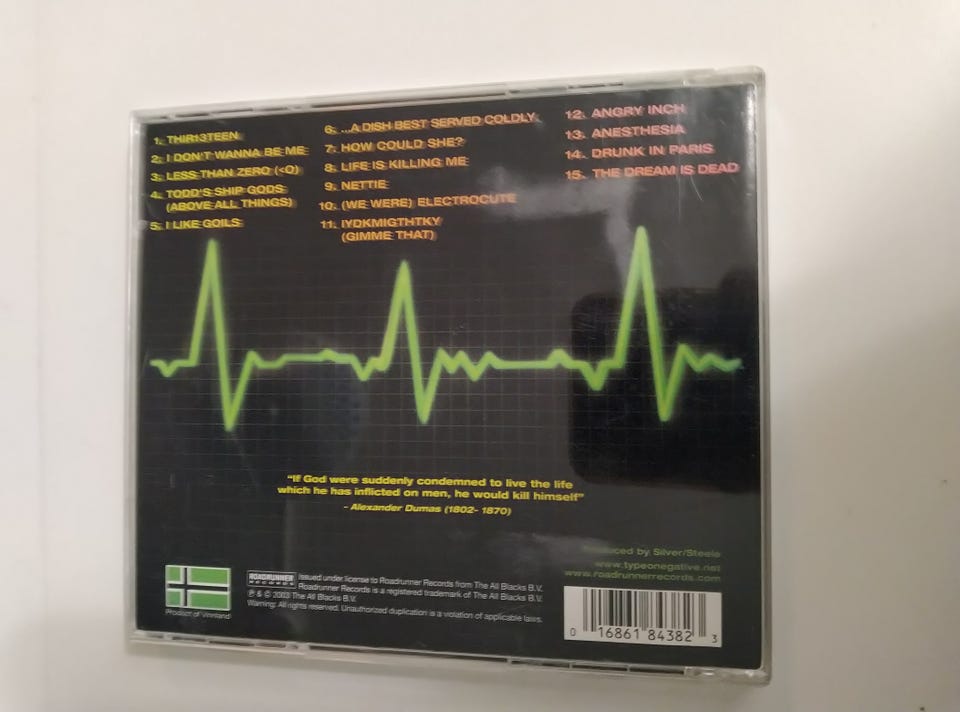 1. THIR13TEEN
2. I DON'T WANNA BE ME
3. LESS THAN ZERO (<0)
4. TODD'S SHIP GODS
(ABOVE ALL THINGS)
5. I LIKE GOILS
6. ...A DISH BEST SERVED COLDLY
7. HOW COULD SHE?
8. LIFE IS KILLING ME
9. NETTIE
10. (WE WERE) ELECTROCUTE
11. IYDKMIGTHTKY
(GIMME THAT)
12. ANGRY INCH
13. ANESTHESIA
14. DRUNK IN PARIS
15. THE DREAM IS DEAD
"If God were suddenly condemned to live the life
which he has inflicted on men, he would kill himself"
- Alexander Dumas (1802- 1870)
Produced by Silver/Steele
www.typeonegative.net
www.roadrunnerrecords.com
Product of Vinnland
ROADRUNNER
RECORDS
Issued under license to Roadrunner Records from The All Blacks B.V.
Roadrunner Records is a registered trademark of The All Blacks B.V.
℗ & © 2003 The All Blacks B.V.
Warning: All rights reserved. Unauthorized duplication is a violation of applicable laws.
0 16861 84382 3